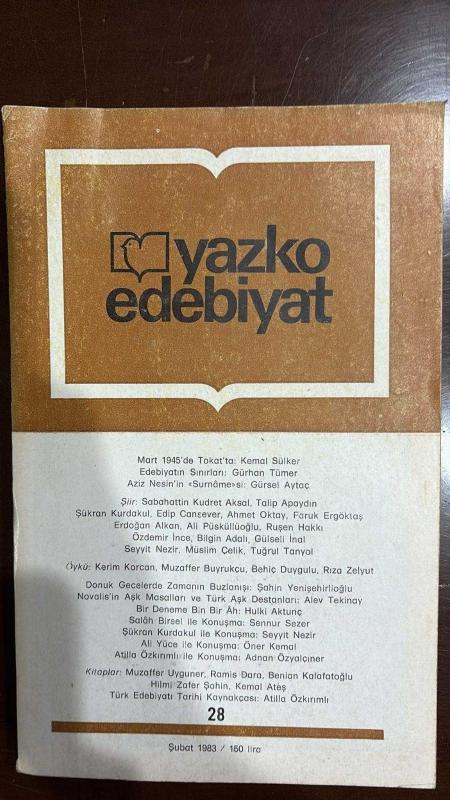 yazko
edebiyat
Mart 1945'de Tokat'ta: Kemal Sülker
Edebiyatın Sınırları: Gürhan Tümer
Aziz Nesin'in «Surnâme»si: Gürsel Aytaç
Şiir: Sabahattin Kudret Aksal, Talip Apaydın
Şükran Kurdakul, Edip Cansever, Ahmet Oktay, Faruk Ergöktaş
Erdoğan Alkan, Ali Püsküllüoğlu, Ruşen Hakkı
Özdemir İnce, Bilgin Adalı, Gülseli İnal
Seyyit Nezir, Müslim Çelik, Tuğrul Tanyol
Öykü: Kerim Korcan, Muzaffer Buyrukçu, Behiç Duygulu, Rıza Zelyut
Donuk Gecelerde Zamanın Buzlanışı: Şahin Yenişehirlioğlu
Novalis'in Aşk Masalları ve Türk Aşk Destanları: Alev Tekinay
Bir Deneme Bin Bir Âh: Hulki Aktunç
Salâh Birsel ile Konuşma: Sennur Sezer
Şükran Kurdakul ile Konuşma: Seyyit Nezir
Ali Yüce ile Konuşma: Öner Kemal
Atilla Özkırımlı ile Konuşma: Adnan Özyalçıner
Kitaplar: Muzaffer Uyguner, Ramis Dara, Benian Kalafatoğlu
Hilmi Zafer Şahin, Kemal Ateş
Türk Edebiyatı Tarihi Kaynakçası: Atilla Özkırımlı
28
Şubat 1983 / 150 lira